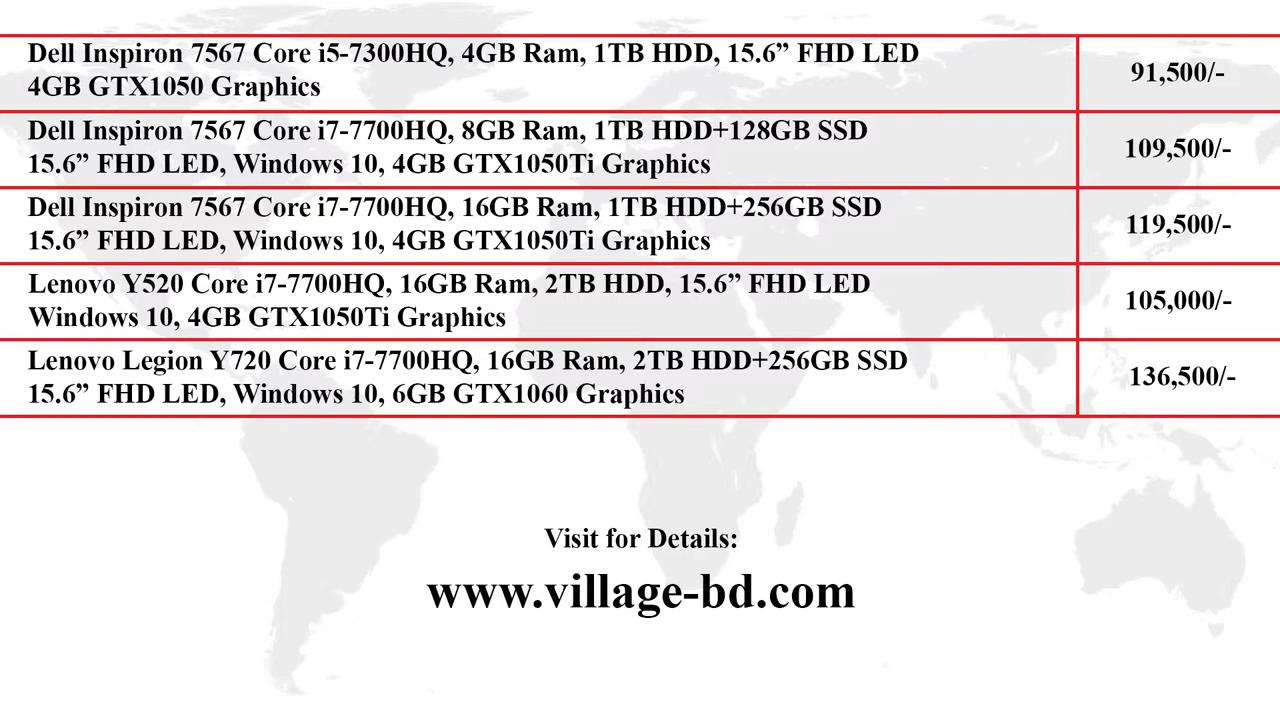 Dell Inspiron 7567 Core i5-7300HQ, 4GB Ram, 1TB HDD, 15.6” FHD LED
4GB GTX1050 Graphics
91,500/-
Dell Inspiron 7567 Core i7-7700HQ, 8GB Ram, 1TB HDD+128GB SSD
15.6” FHD LED, Windows 10, 4GB GTX1050Ti Graphics
109,500/-
Dell Inspiron 7567 Core i7-7700HQ, 16GB Ram, 1TB HDD+256GB SSD
15.6” FHD LED, Windows 10, 4GB GTX1050Ti Graphics
119,500/-
Lenovo Y520 Core i7-7700HQ, 16GB Ram, 2TB HDD, 15.6” FHD LED
Windows 10, 4GB GTX1050Ti Graphics
105,000/-
Lenovo Legion Y720 Core i7-7700HQ, 16GB Ram, 2TB HDD+256GB SSD
15.6” FHD LED, Windows 10, 6GB GTX1060 Graphics
136,500/-
Visit for Details:
www.village-bd.com